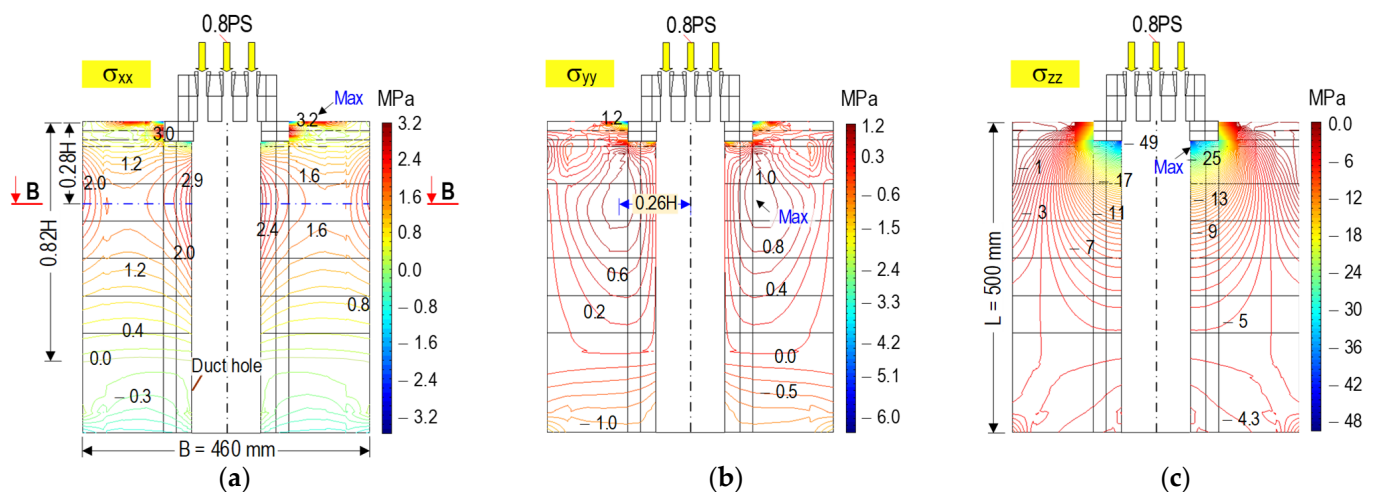 0.8PS
σxx
Max
MPa
3.2
3.0
0.28H
1.2
1.6
2.0
2.9
B
B
0.82H
2.4
2.0
1.6
1.2
0.8
0.4
0.0
Duct hole
– 0.3
B = 460 mm
3.2
2.4
1.6
0.8
0.0
– 0.8
– 1.6
– 2.4
– 3.2
(a)
0.8PS
σyy
MPa
1.2
1.0
0.26H
Max
0.8
0.6
0.4
0.2
0.0
– 0.5
– 1.0
1.2
0.3
– 0.6
– 1.5
– 2.4
– 3.3
– 4.2
– 5.1
– 6.0
(b)
0.8PS
σzz
MPa
– 49
– 1
Max
– 25
– 17
– 13
– 3
– 11
– 9
– 7
L = 500 mm
– 5
– 4.3
0.0
– 6
– 12
– 18
– 24
– 30
– 36
– 42
– 48
(c)